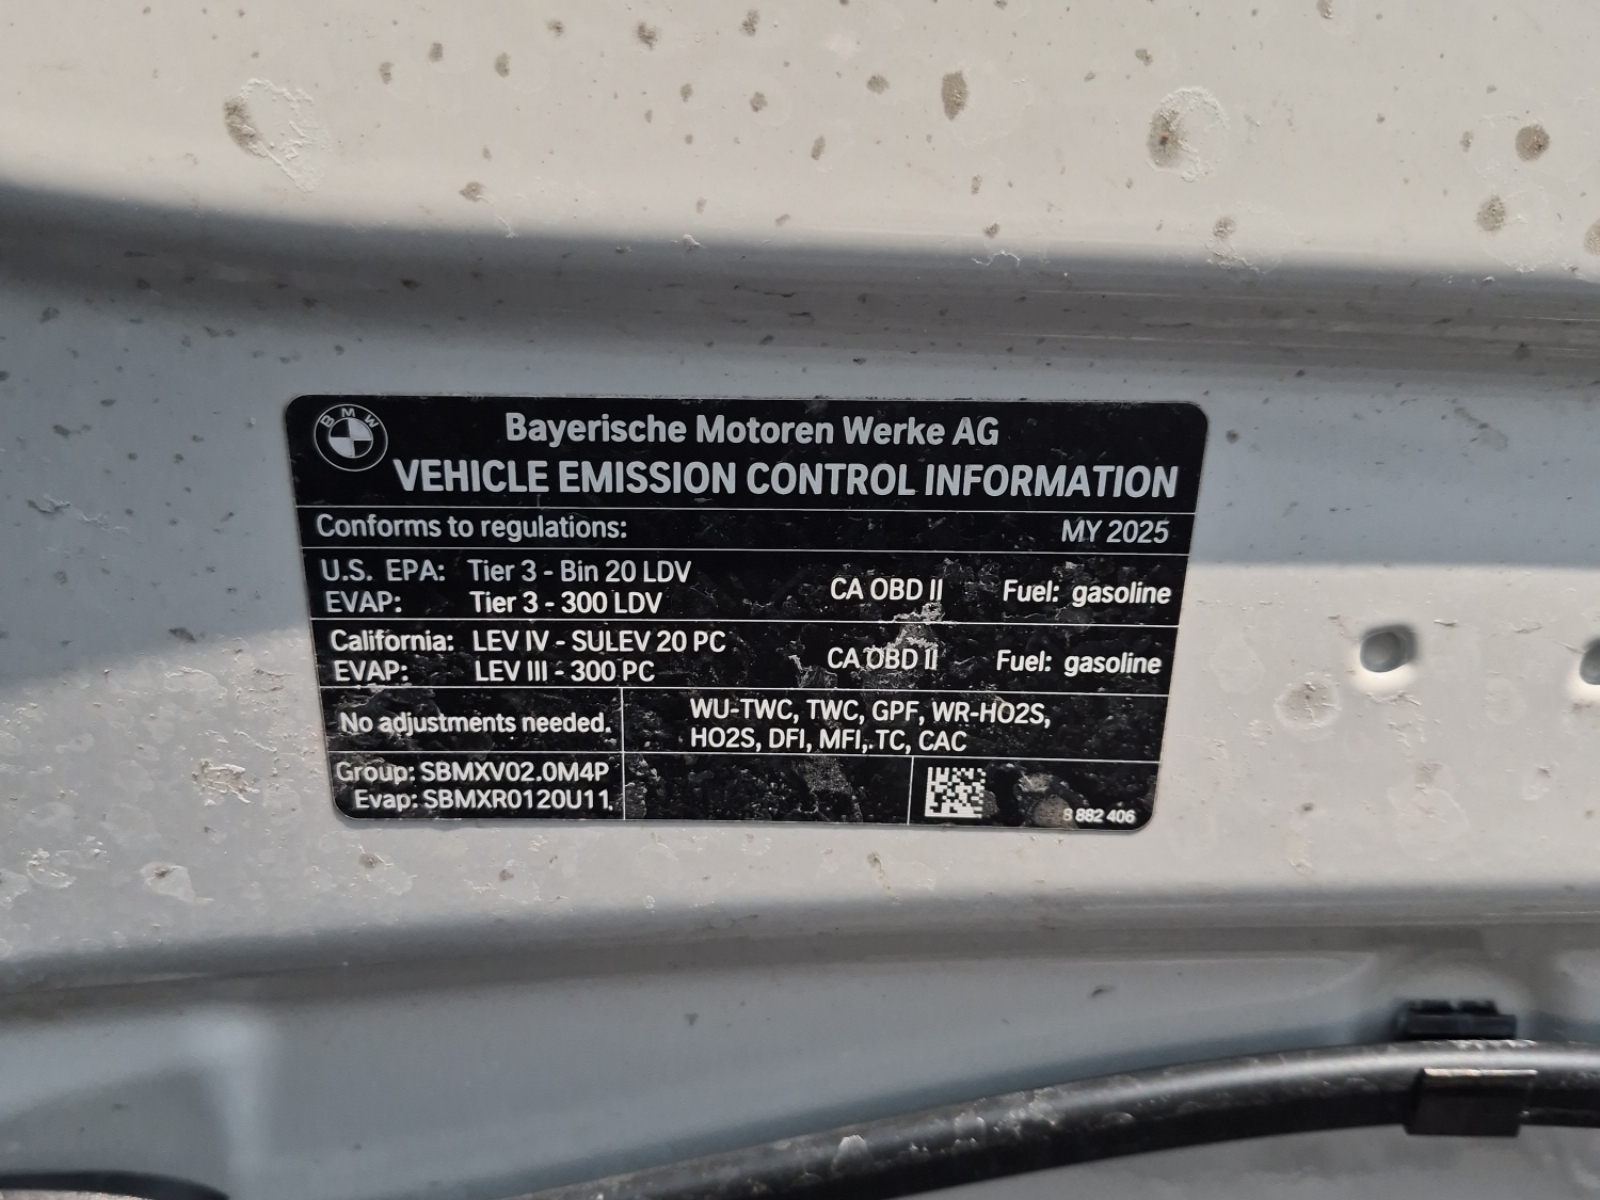 BMW
Bayerische Motoren Werke AG
VEHICLE EMISSION CONTROL INFORMATION
Conforms to regulations: MY 2025
U.S. EPA: Tier 3 - Bin 20 LDV
EVAP: Tier 3 - 300 LDV
CA OBD II Fuel: gasoline
California: LEV IV - SULEV 20 PC
EVAP: LEV III - 300 PC
CA OBD II Fuel: gasoline
No adjustments needed.
WU-TWC, TWC, GPF, WR-HO2S,
HO2S, DFI, MFI, TC, CAC
Group: SBMXV02.0M4P
Evap: SBMXR0120U11
8 882 406